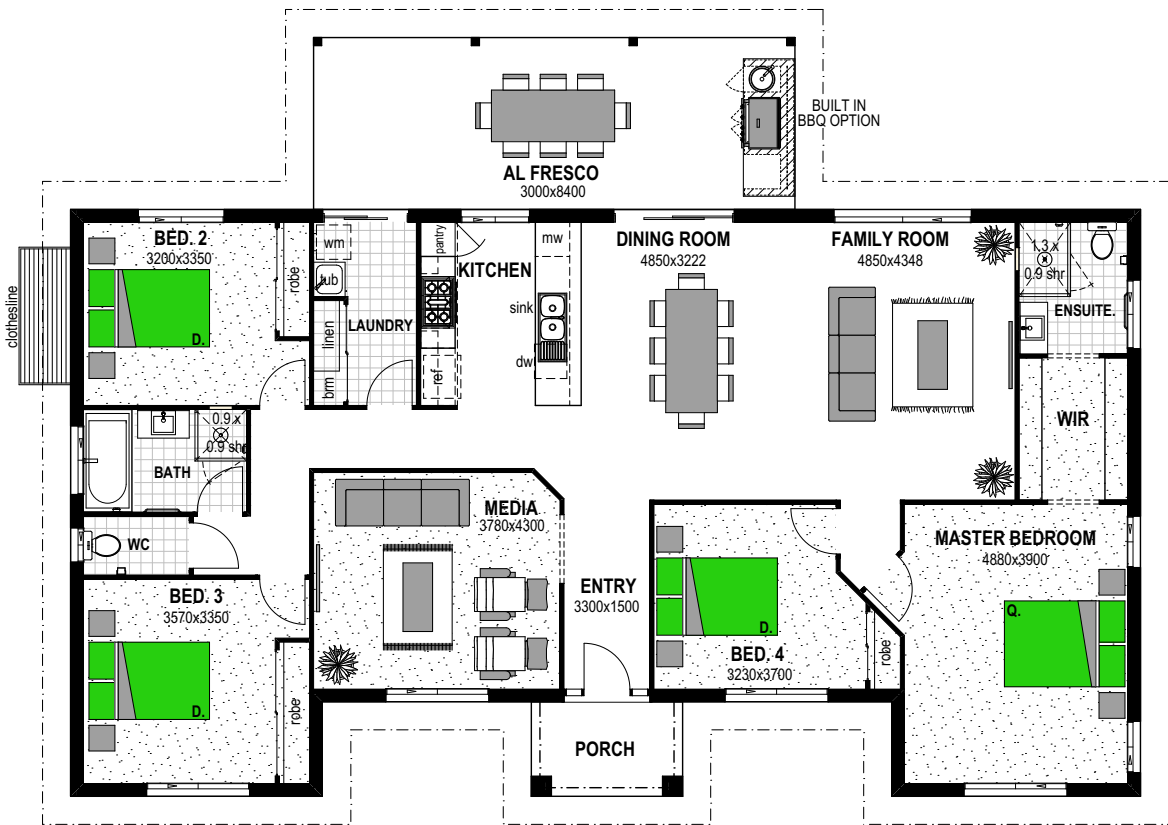 BUILT IN
BBQ OPTION
AL FRESCO
3000x8400
BED. 2
3200x3350
robe
D.
clothesline
wm
tub
linen
brm
LAUNDRY
pantry
ref
KITCHEN
mw
sink
dw
DINING ROOM
4850x3222
FAMILY ROOM
4850x4348
1.3 x
0.9 shr
ENSUITE.
WIR
0.9 x
0.9 shr
BATH
WC
MEDIA
3780x4300
ENTRY
3300x1500
MASTER BEDROOM
4880x3900
Q.
BED. 3
3570x3350
robe
D.
BED. 4
3230x3700
robe
D.
PORCH